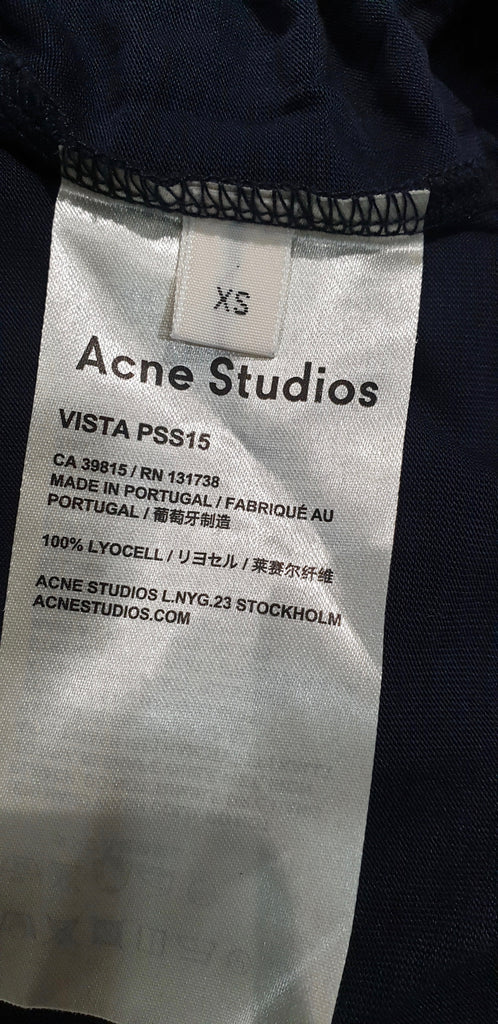 XS
Acne Studios
VISTA PSS15
CA 39815 / RN 131738
MADE IN PORTUGAL / FABRIQUÉ AU
PORTUGAL / 葡萄牙制造
100% LYOCELL / リヨセル / 莱赛尔纤维
ACNE STUDIOS L.NYG.23 STOCKHOLM
ACNESTUDIOS.COM